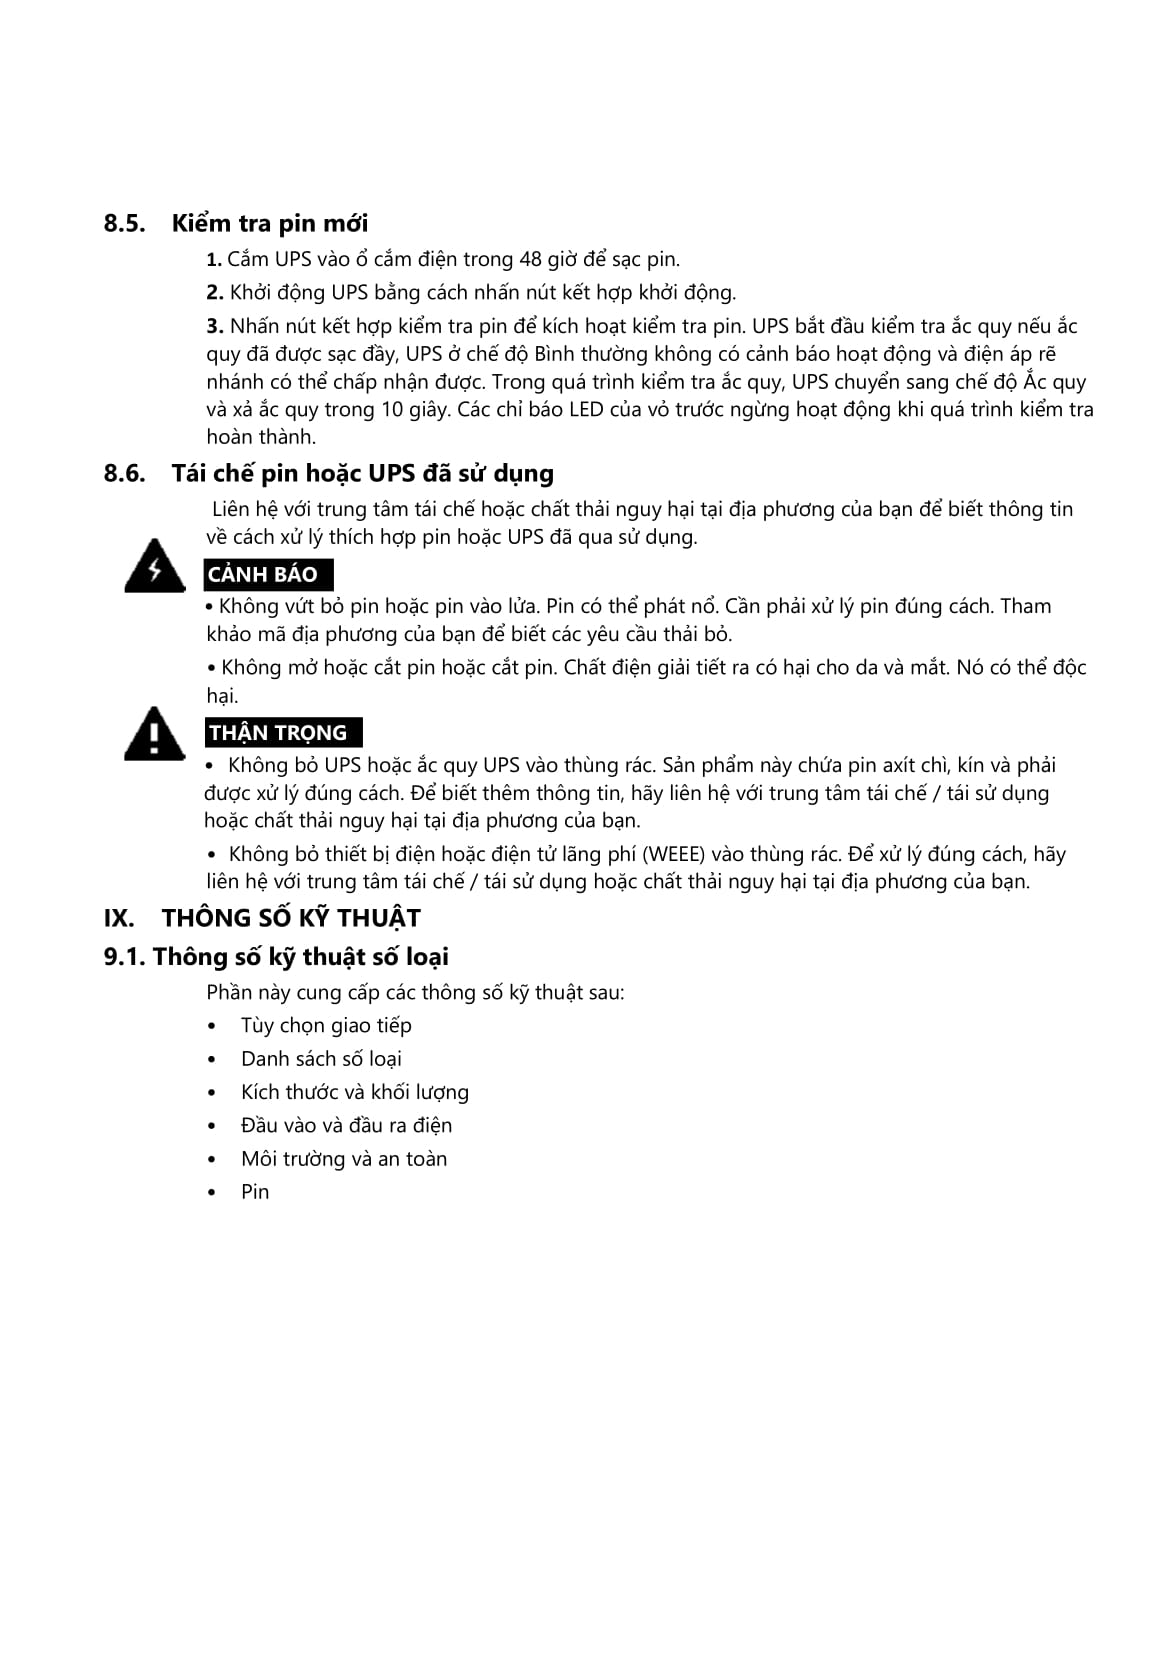 8.5. Kiểm tra pin mới
1. Cắm UPS vào ổ cắm điện trong 48 giờ để sạc pin.
2. Khởi động UPS bằng cách nhấn nút kết hợp khởi động.
3. Nhấn nút kết hợp kiểm tra pin để kích hoạt kiểm tra pin. UPS bắt đầu kiểm tra ắc quy nếu ắc
quy đã được sạc đầy, UPS ở chế độ Bình thường không có cảnh báo hoạt động và điện áp rẽ
nhánh có thể chấp nhận được. Trong quá trình kiểm tra ắc quy, UPS chuyển sang chế độ Ắc quy
và xả ắc quy trong 10 giây. Các chỉ báo LED của vỏ trước ngừng hoạt động khi quá trình kiểm tra
hoàn thành.
8.6. Tái chế pin hoặc UPS đã sử dụng
Liên hệ với trung tâm tái chế hoặc chất thải nguy hại tại địa phương của bạn để biết thông tin
về cách xử lý thích hợp pin hoặc UPS đã qua sử dụng.
CẢNH BÁO
• Không vứt bỏ pin hoặc pin vào lửa. Pin có thể phát nổ. Cần phải xử lý pin đúng cách. Tham
khảo mã địa phương của bạn để biết các yêu cầu thải bỏ.
• Không mở hoặc cắt pin hoặc cắt pin. Chất điện giải tiết ra có hại cho da và mắt. Nó có thể độc
hại.
THẬN TRỌNG
• Không bỏ UPS hoặc ắc quy UPS vào thùng rác. Sản phẩm này chứa pin axít chì, kín và phải
được xử lý đúng cách. Để biết thêm thông tin, hãy liên hệ với trung tâm tái chế / tái sử dụng
hoặc chất thải nguy hại tại địa phương của bạn.
• Không bỏ thiết bị điện hoặc điện tử lãng phí (WEEE) vào thùng rác. Để xử lý đúng cách, hãy
liên hệ với trung tâm tái chế / tái sử dụng hoặc chất thải nguy hại tại địa phương của bạn.
IX. THÔNG SỐ KỸ THUẬT
9.1. Thông số kỹ thuật số loại
Phần này cung cấp các thông số kỹ thuật sau:
• Tùy chọn giao tiếp
• Danh sách số loại
• Kích thước và khối lượng
• Đầu vào và đầu ra điện
• Môi trường và an toàn
• Pin